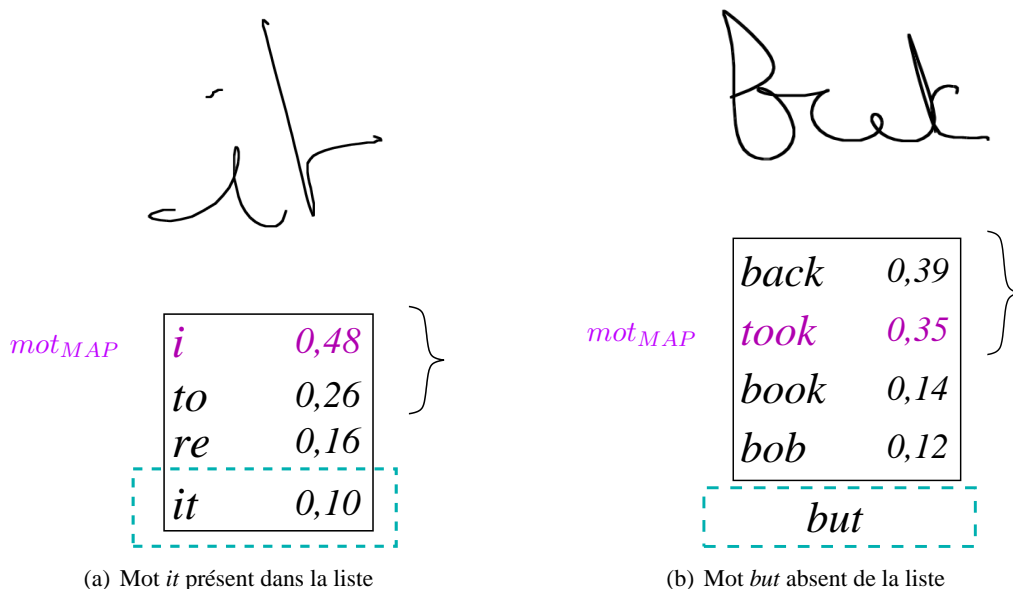 it
mot_MAP
i 0,48
to 0,26
re 0,16
it 0,10
(a) Mot it présent dans la liste
But
back 0,39
mot_MAP
took 0,35
book 0,14
bob 0,12
but
(b) Mot but absent de la liste